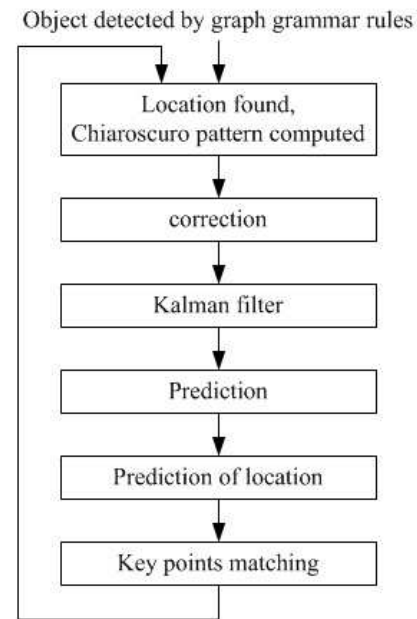 Object detected by graph grammar rules
Location found,
Chiaroscuro pattern computed
correction
Kalman filter
Prediction
Prediction of location
Key points matching